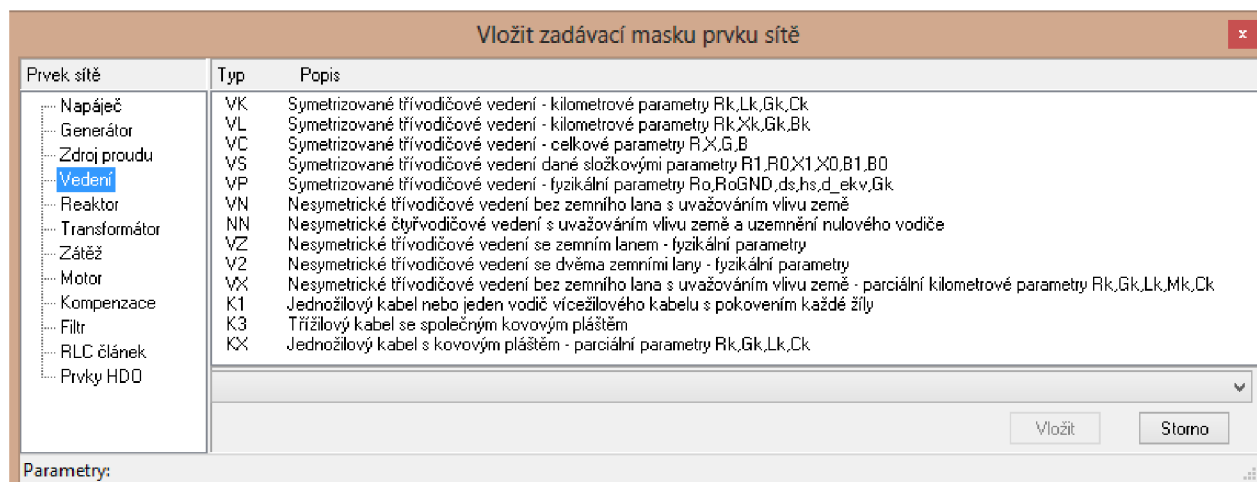 Vložit zadávací masku prvku sítě
x
Prvek sítě
Typ Popis
Napáječ
Generátor
Zdroj proudu
Vedení
Reaktor
Transformátor
Zátěž
Motor
Kompenzace
Filtr
RLC článek
Prvky HDO
VK Symetrizované třívodičové vedení - kilometrové parametry Rk,Lk,Gk,Ck
VL Symetrizované třívodičové vedení - kilometrové parametry Rk,Xk,Gk,Bk
VC Symetrizované třívodičové vedení - celkové parametry R,X,G,B
VS Symetrizované třívodičové vedení dané složkovými parametry R1,R0,X1,X0,B1,B0
VP Symetrizované třívodičové vedení - fyzikální parametry Ro,RoGND,ds,hs,d_ekv,Gk
VN Nesymetrické třívodičové vedení bez zemního lana s uvažováním vlivu země
NN Nesymetrické čtyřvodičové vedení s uvažováním vlivu země a uzemnění nulového vodiče
VZ Nesymetrické třívodičové vedení se zemním lanem - fyzikální parametry
V2 Nesymetrické třívodičové vedení se dvěma zemními lany - fyzikální parametry
VX Nesymetrické třívodičové vedení bez zemního lana s uvažováním vlivu země - parciální kilometrové parametry Rk,Gk,Lk,Mk,Ck
K1 Jednožilový kabel nebo jeden vodič vícežilového kabelu s pokovením každé žíly
K3 Třížilový kabel se společným kovovým pláštěm
KX Jednožilový kabel s kovovým pláštěm - parciální parametry Rk,Gk,Lk,Ck
Vložit
Storno
Parametry: